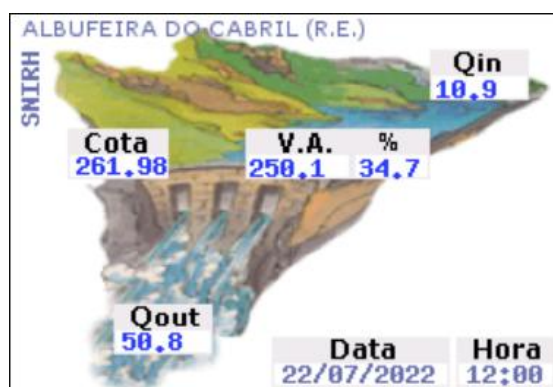 ALBUFEIRA DO CABRIL (R.E.)
SNIRH
Qin
10.9
Cota
261.98
V.A. %
250.1 34.7
Qout
50.8
Data Hora
22/07/2022 12:00